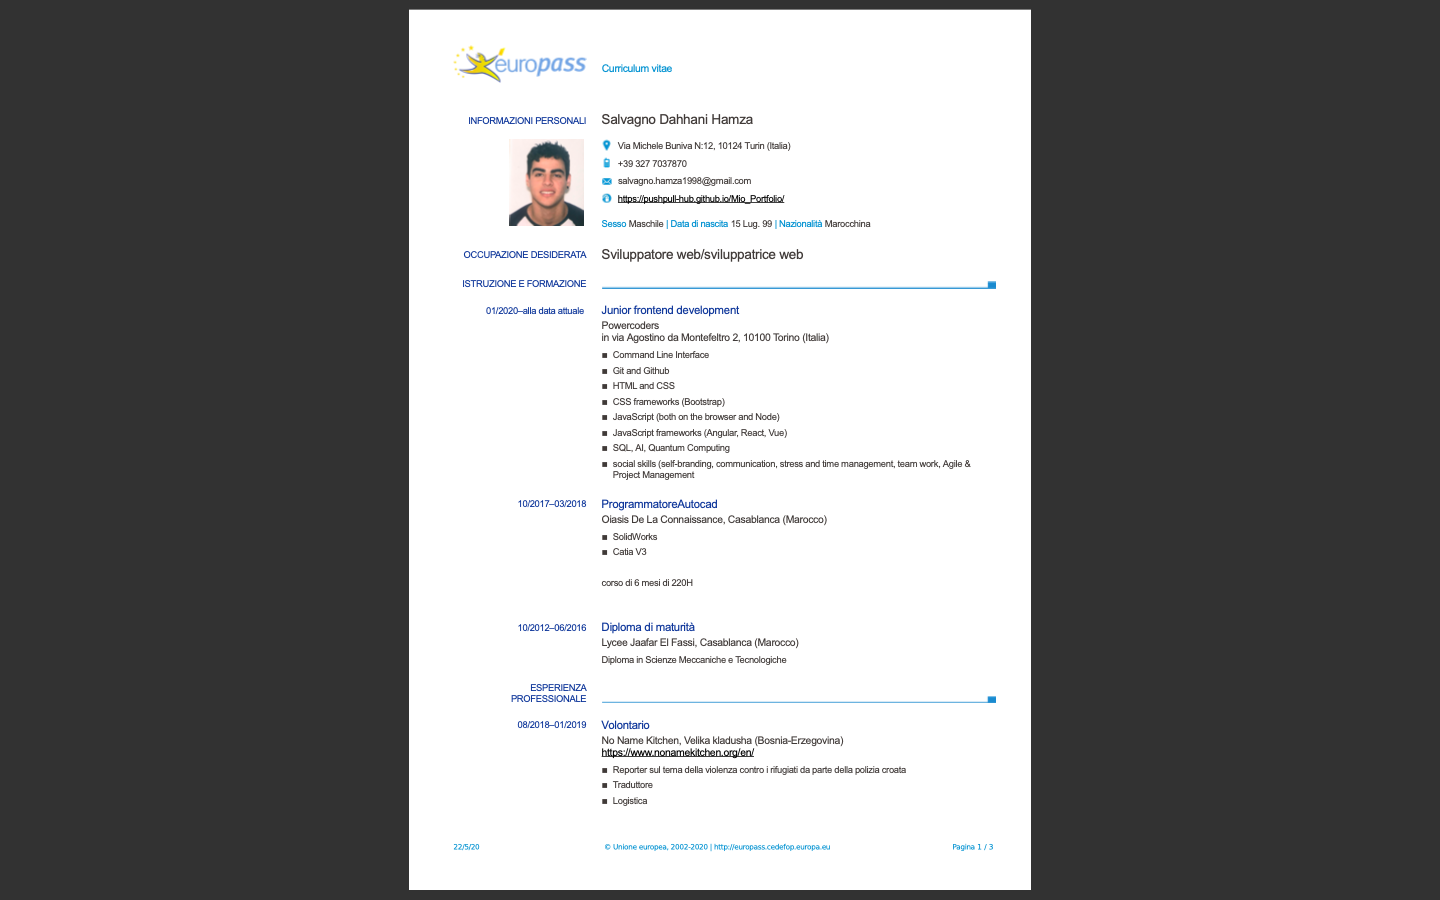 europass
Curriculum vitae
INFORMAZIONI PERSONALI
Salvagno Dahhani Hamza
Via Michele Buniva N:12, 10124 Turin (Italia)
+39 327 7037870
salvagno.hamza1998@gmail.com
https://pushpull-hub.github.io/Mio_Portfolio/
Sesso Maschile | Data di nascita 15 Lug. 99 | Nazionalità Marocchina
OCCUPAZIONE DESIDERATA
Sviluppatore web/sviluppatrice web
ISTRUZIONE E FORMAZIONE
01/2020–alla data attuale
Junior frontend development
Powercoders
in via Agostino da Montefeltro 2, 10100 Torino (Italia)
■ Command Line Interface
■ Git and Github
■ HTML and CSS
■ CSS frameworks (Bootstrap)
■ JavaScript (both on the browser and Node)
■ JavaScript frameworks (Angular, React, Vue)
■ SQL, AI, Quantum Computing
■ social skills (self-branding, communication, stress and time management, team work, Agile &
Project Management
10/2017–03/2018
ProgrammatoreAutocad
Oiasis De La Connaissance, Casablanca (Marocco)
■ SolidWorks
■ Catia V3
corso di 6 mesi di 220H
10/2012–06/2016
Diploma di maturità
Lycee Jaafar El Fassi, Casablanca (Marocco)
Diploma in Scienze Meccaniche e Tecnologiche
ESPERIENZA
PROFESSIONALE
08/2018–01/2019
Volontario
No Name Kitchen, Velika kladusha (Bosnia-Erzegovina)
https://www.nonamekitchen.org/en/
■ Reporter sul tema della violenza contro i rifugiati da parte della polizia croata
■ Traduttore
■ Logistica
22/5/20
© Unione europea, 2002-2020 | http://europass.cedefop.europa.eu
Pagina 1 / 3